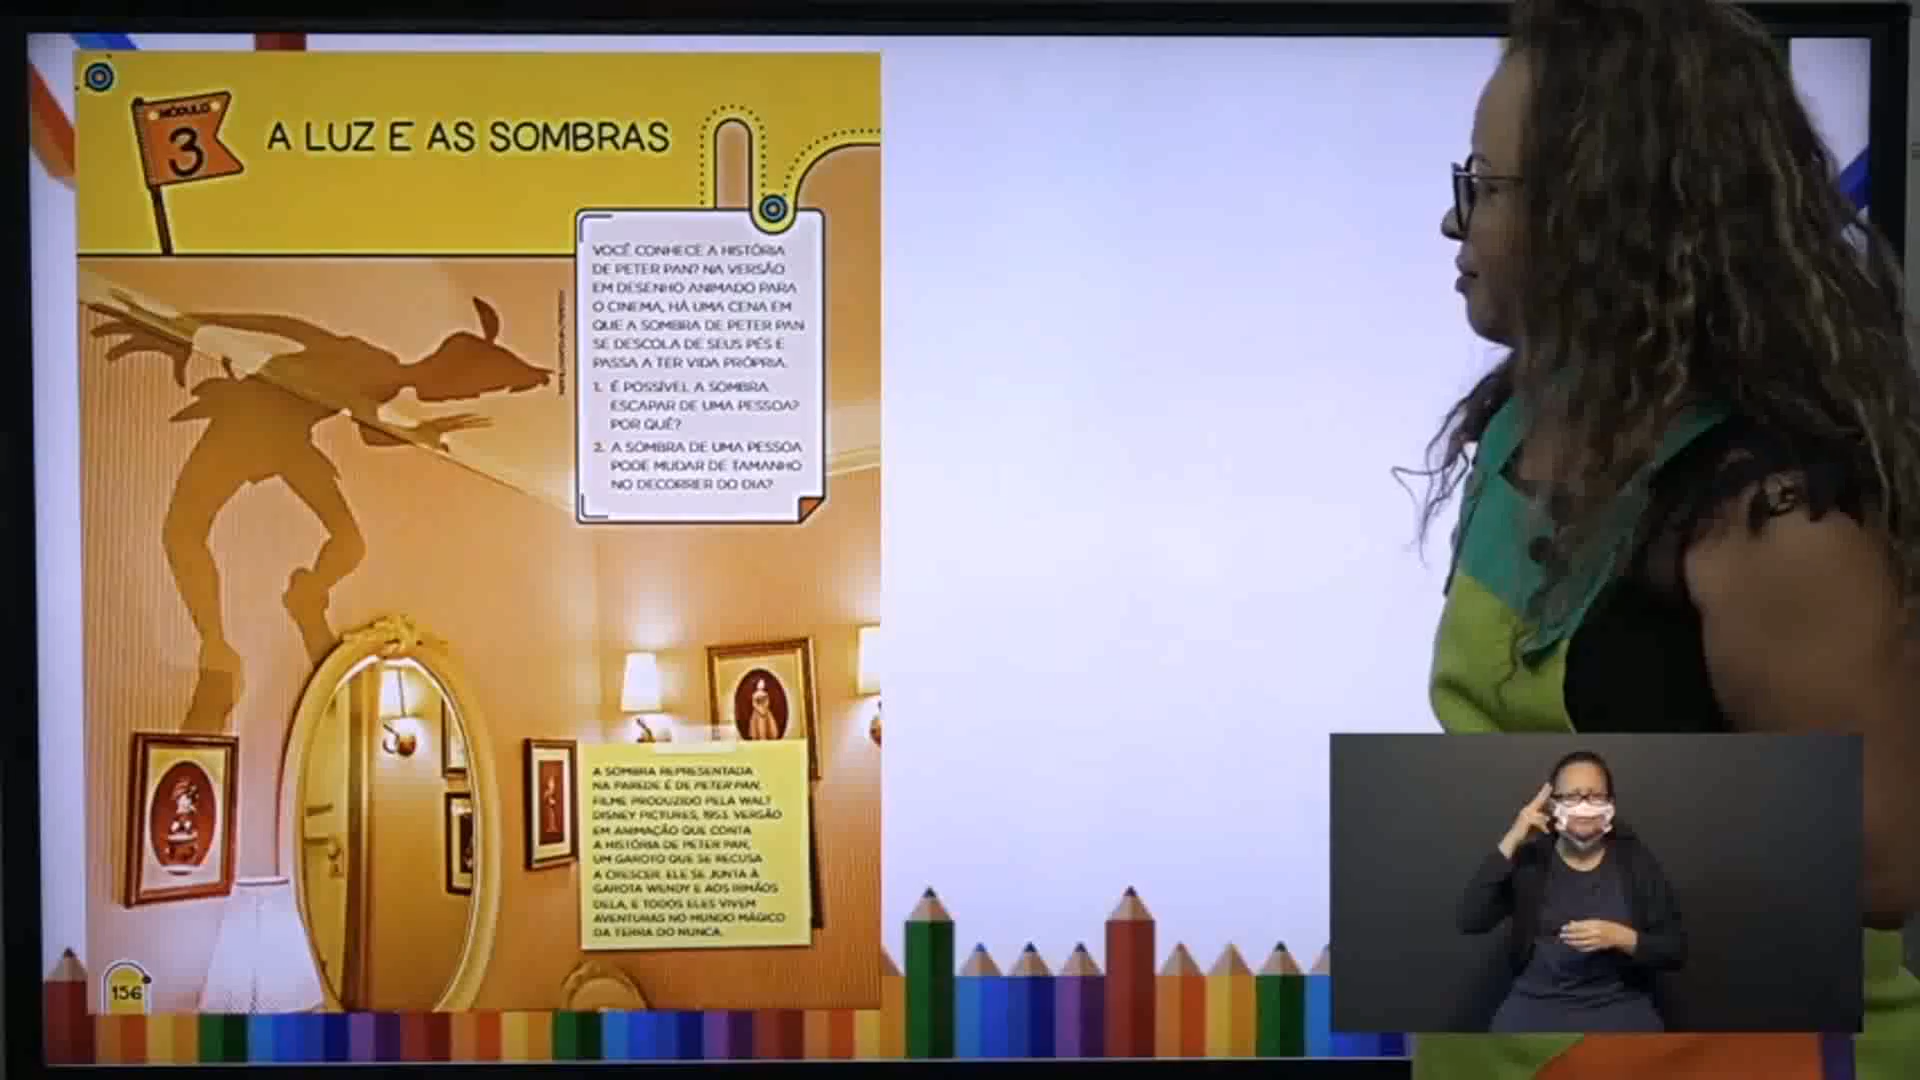 MÓDULO
3
A LUZ E AS SOMBRAS
VOCÊ CONHECE A HISTÓRIA
DE PETER PAN? NA VERSÃO
EM DESENHO ANIMADO PARA
O CINEMA, HÁ UMA CENA EM
QUE A SOMBRA DE PETER PAN
SE DESCOLA DE SEUS PÉS E
PASSA A TER VIDA PRÓPRIA.
1. É POSSÍVEL A SOMBRA
ESCAPAR DE UMA PESSOA?
POR QUÊ?
2. A SOMBRA DE UMA PESSOA
PODE MUDAR DE TAMANHO
NO DECORRER DO DIA?
A SOMBRA REPRESENTADA
NA PAREDE É DE PETER PAN,
FILME PRODUZIDO PELA WALT
DISNEY PICTURES, 1953. VERSÃO
EM ANIMAÇÃO QUE CONTA
A HISTÓRIA DE PETER PAN,
UM GAROTO QUE SE RECUSA
A CRESCER. ELE SE JUNTA À
GAROTA WENDY E AOS IRMÃOS
DELA, E TODOS ELES VIVEM
AVENTURAS NO MUNDO MÁGICO
DA TERRA DO NUNCA.
156